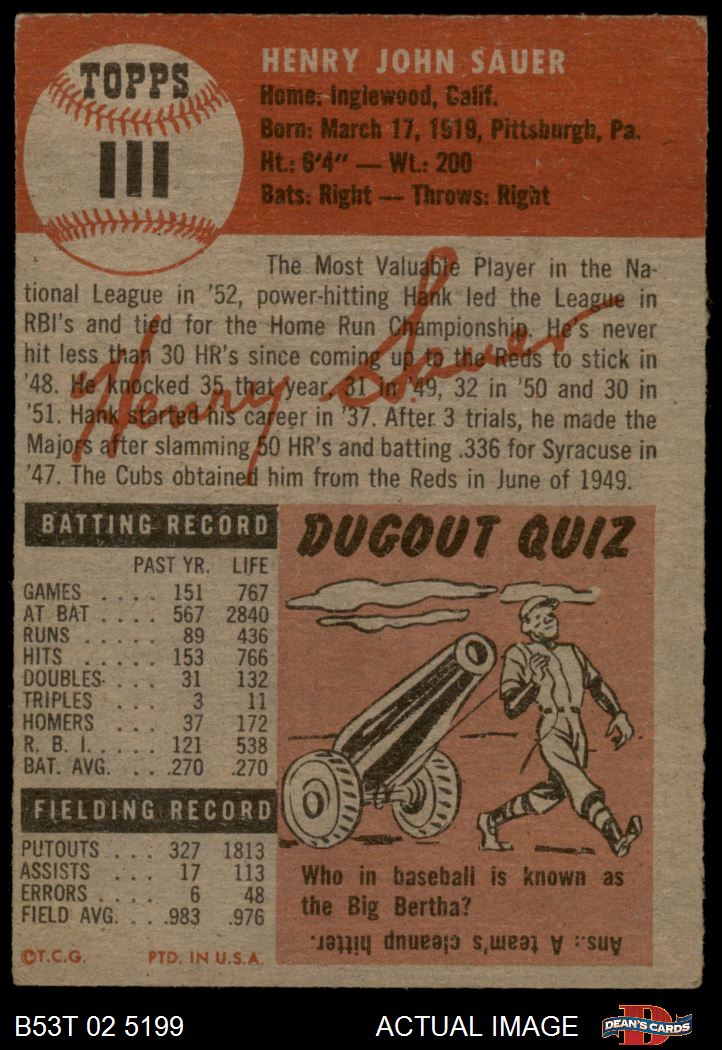 TOPPS
111
HENRY JOHN SAUER
Home: Inglewood, Calif.
Born: March 17, 1919, Pittsburgh, Pa.
Ht.: 6'4" — Wt.: 200
Bats: Right — Throws: Right
The Most Valuable Player in the Na-
tional League in '52, power-hitting Hank led the League in
RBI's and tied for the Home Run Championship. He's never
hit less than 30 HR's since coming up to the Reds to stick in
'48. He knocked 35 that year, 31 in '49, 32 in '50 and 30 in
'51. Hank started his career in '37. After 3 trials, he made the
Majors after slamming 50 HR's and batting .336 for Syracuse in
'47. The Cubs obtained him from the Reds in June of 1949.
Henry Sauer
BATTING RECORD
PAST YR. LIFE
GAMES . . . . 151 767
AT BAT . . . . 567 2840
RUNS . . . . . 89 436
HITS . . . . . 153 766
DOUBLES . . . 31 132
TRIPLES . . . 3 11
HOMERS . . . 37 172
R. B. I. . . . . 121 538
BAT. AVG. . . .270 .270
FIELDING RECORD
PUTOUTS . . . 327 1813
ASSISTS . . . 17 113
ERRORS . . . . 6 48
FIELD AVG. . . .983 .976
©T.C.G. PTD. IN U.S.A.
DUGOUT QUIZ
Who in baseball is known as
the Big Bertha?
Ans.: A team's cleanup hitter.
B53T 02 5199 ACTUAL IMAGE
D
DEAN'S CARDS